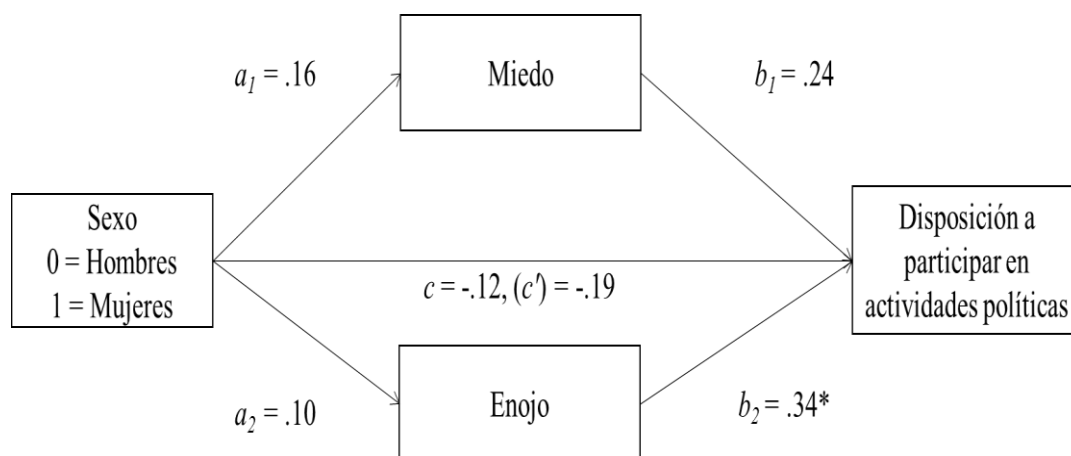 a1 = .16
Miedo
b1 = .24
Sexo
0 = Hombres
1 = Mujeres
c = -.12, (c') = -.19
Disposición a
participar en
actividades políticas
a2 = .10
Enojo
b2 = .34*